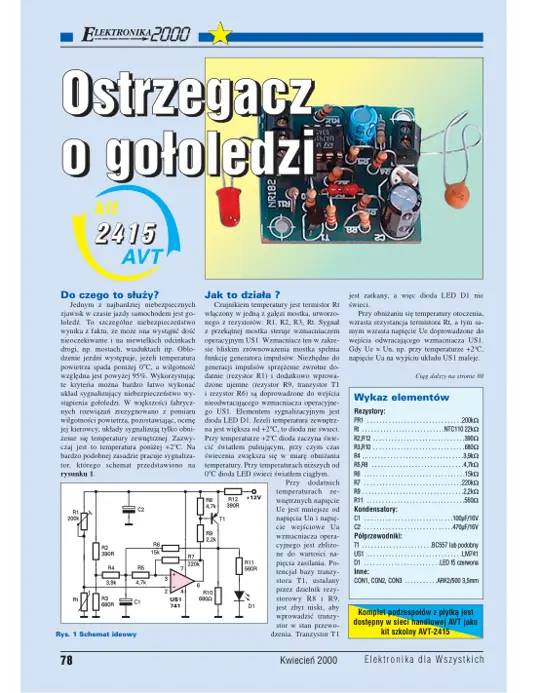 ELEKTRONIKA 2000
Ostrzegacz
o gołoledzi
kit
2415
AVT
NR182
Do czego to służy?
Jednym z najbardziej niebezpiecznych
zjawisk w czasie jazdy samochodem jest go-
łoledź. To szczególne niebezpieczeństwo
wynika z faktu, że może ona wystąpić dość
nieoczekiwanie i na niewielkich odcinkach
drogi, np. mostach, wiaduktach itp. Oblo-
dzenie jezdni występuje, jeżeli temperatura
powietrza spada poniżej 0°C, a wilgotność
względna jest powyżej 95%. Wykorzystując
te kryteria można bardzo łatwo wykonać
układ sygnalizujący niebezpieczeństwo wy-
stąpienia gołoledzi. W większości fabrycz-
nych rozwiązań zrezygnowano z pomiaru
wilgotności powietrza, pozostawiając, ocenę
jej kierowcy, układy sygnalizują tylko obni-
żenie się temperatury zewnętrznej. Zazwy-
czaj jest to temperatura poniżej +2°C. Na
bardzo podobnej zasadzie pracuje sygnaliza-
tor, którego schemat przedstawiono na
rysunku 1.
R1
200k
C2
R8
4,7k
R12
390R
+12V
T1
R9
2,2k
R2
390R
R6
15k
R7
220k
R4
3,9k
R5
4,7k
3
2
7
4
6
US1
741
R11
560R
Rt
R3
680R
C1
R10
680Ω
D1
Rys. 1 Schemat ideowy
Jak to działa ?
Czujnikiem temperatury jest termistor Rt
włączony w jedną z gałęzi mostka, utworzo-
nego z rezystorów: R1, R2, R3, Rt. Sygnał
z przekątnej mostka steruje wzmacniaczem
operacyjnym US1. Wzmacniacz ten w zakre-
sie bliskim zrównoważenia mostka spełnia
funkcję generatora impulsów. Niezbędne do
generacji impulsów sprzężenie zwrotne do-
datnie (rezystor R1) i dodatkowo wprowa-
dzone ujemne (rezystor R9, tranzystor T1
i rezystor R6) są doprowadzone do wejścia
nieodwracającego wzmacniacza operacyjne-
go US1. Elementem sygnalizacyjnym jest
dioda LED D1. Jeżeli temperatura zewnętrz-
na jest większa od +2°C, to dioda nie świeci.
Przy temperaturze +2°C dioda zaczyna świe-
cić światłem pulsującym, przy czym czas
świecenia zwiększa się w miarę obniżania
temperatury. Przy temperaturach niższych od
0°C dioda LED świeci światłem ciągłym.
Przy dodatnych
temperaturach ze-
wnętrznych napięcie
Ue jest mniejsze od
napięcia Un i napię-
cie wejściowe Ua
wzmacniacza opera-
cyjnego jest zbliżo-
ne do wartości na-
pięcia zasilania. Po-
tencjał bazy tranzy-
stora T1, ustalany
przez dzielnik rezy-
storowy R8 i R9,
jest zbyt niski, aby
wprowadzić tranzy-
stor w stan przewo-
dzenia. Tranzystor T1
jest zatkany, a więc dioda LED D1 nie
świeci.
Przy obniżaniu się temperatury otoczenia,
wzrasta rezystancja termistora Rt, a tym sa-
mym wzrasta napięcie Ue doprowadzone do
wejścia odwracającego wzmacniacza US1.
Gdy Ue ≈ Un, np. przy temperaturze +2°C,
napięcie Ua na wyjściu układu US1 maleje.
Ciąg dalszy na stronie 80
Wykaz elementów
Rezystory:
PR1 200kΩ
Rt NTC110 22kΩ
R2,R12 390Ω
R3,R10 680Ω
R4 3,9kΩ
R5,R8 4,7kΩ
R6 15kΩ
R7 220kΩ
R9 2,2kΩ
R11 560Ω
Kondensatory:
C1 100µF/10V
C2 470µF/16V
Półprzewodniki:
T1 BC557 lub podobny
US1 LM741
D1 LED f5 czerwona
Inne:
CON1, CON2, CON3 ARK2/500 3,5mm
Komplet podzespołów z płytką jest
dostępny w sieci handlowej AVT jako
kit szkolny AVT-2415
78
Kwiecień 2000
Elektronika dla Wszystkich